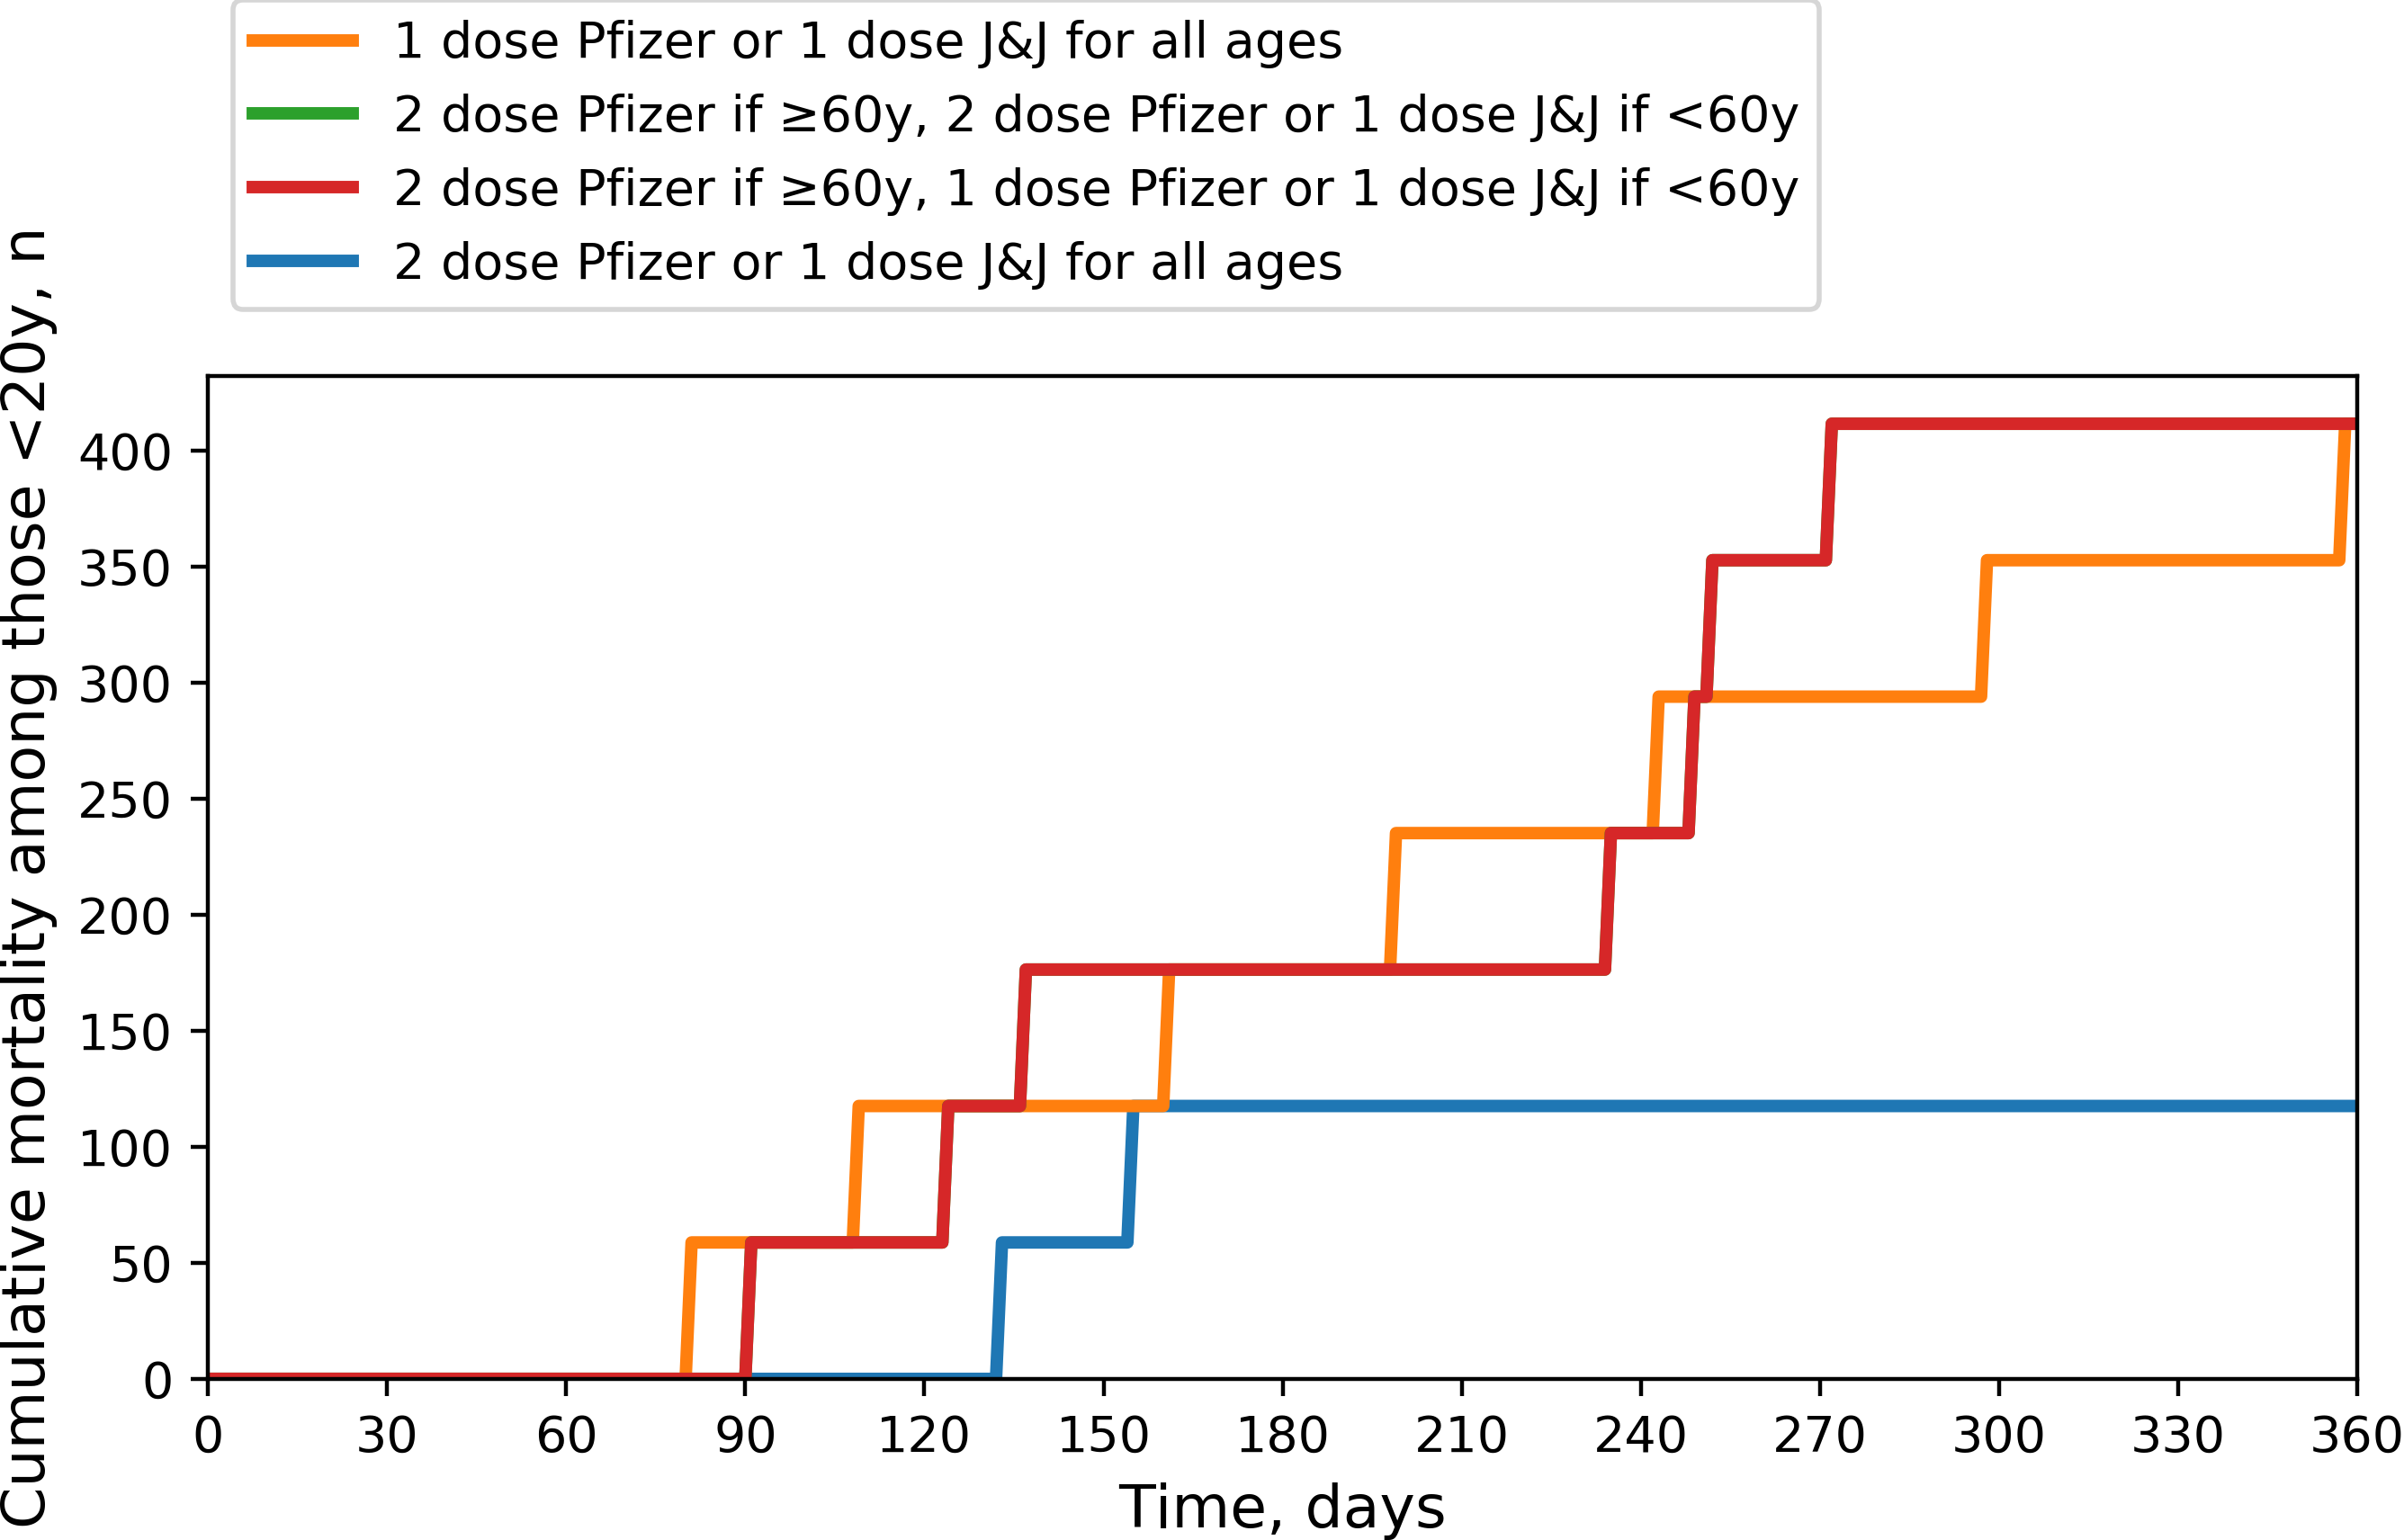 1 dose Pfizer or 1 dose J&J for all ages
2 dose Pfizer if ≥60y, 2 dose Pfizer or 1 dose J&J if <60y
2 dose Pfizer if ≥60y, 1 dose Pfizer or 1 dose J&J if <60y
2 dose Pfizer or 1 dose J&J for all ages
Cumulative mortality among those <20y, n
400
350
300
250
200
150
100
50
0
0 30 60 90 120 150 180 210 240 270 300 330 360
Time, days